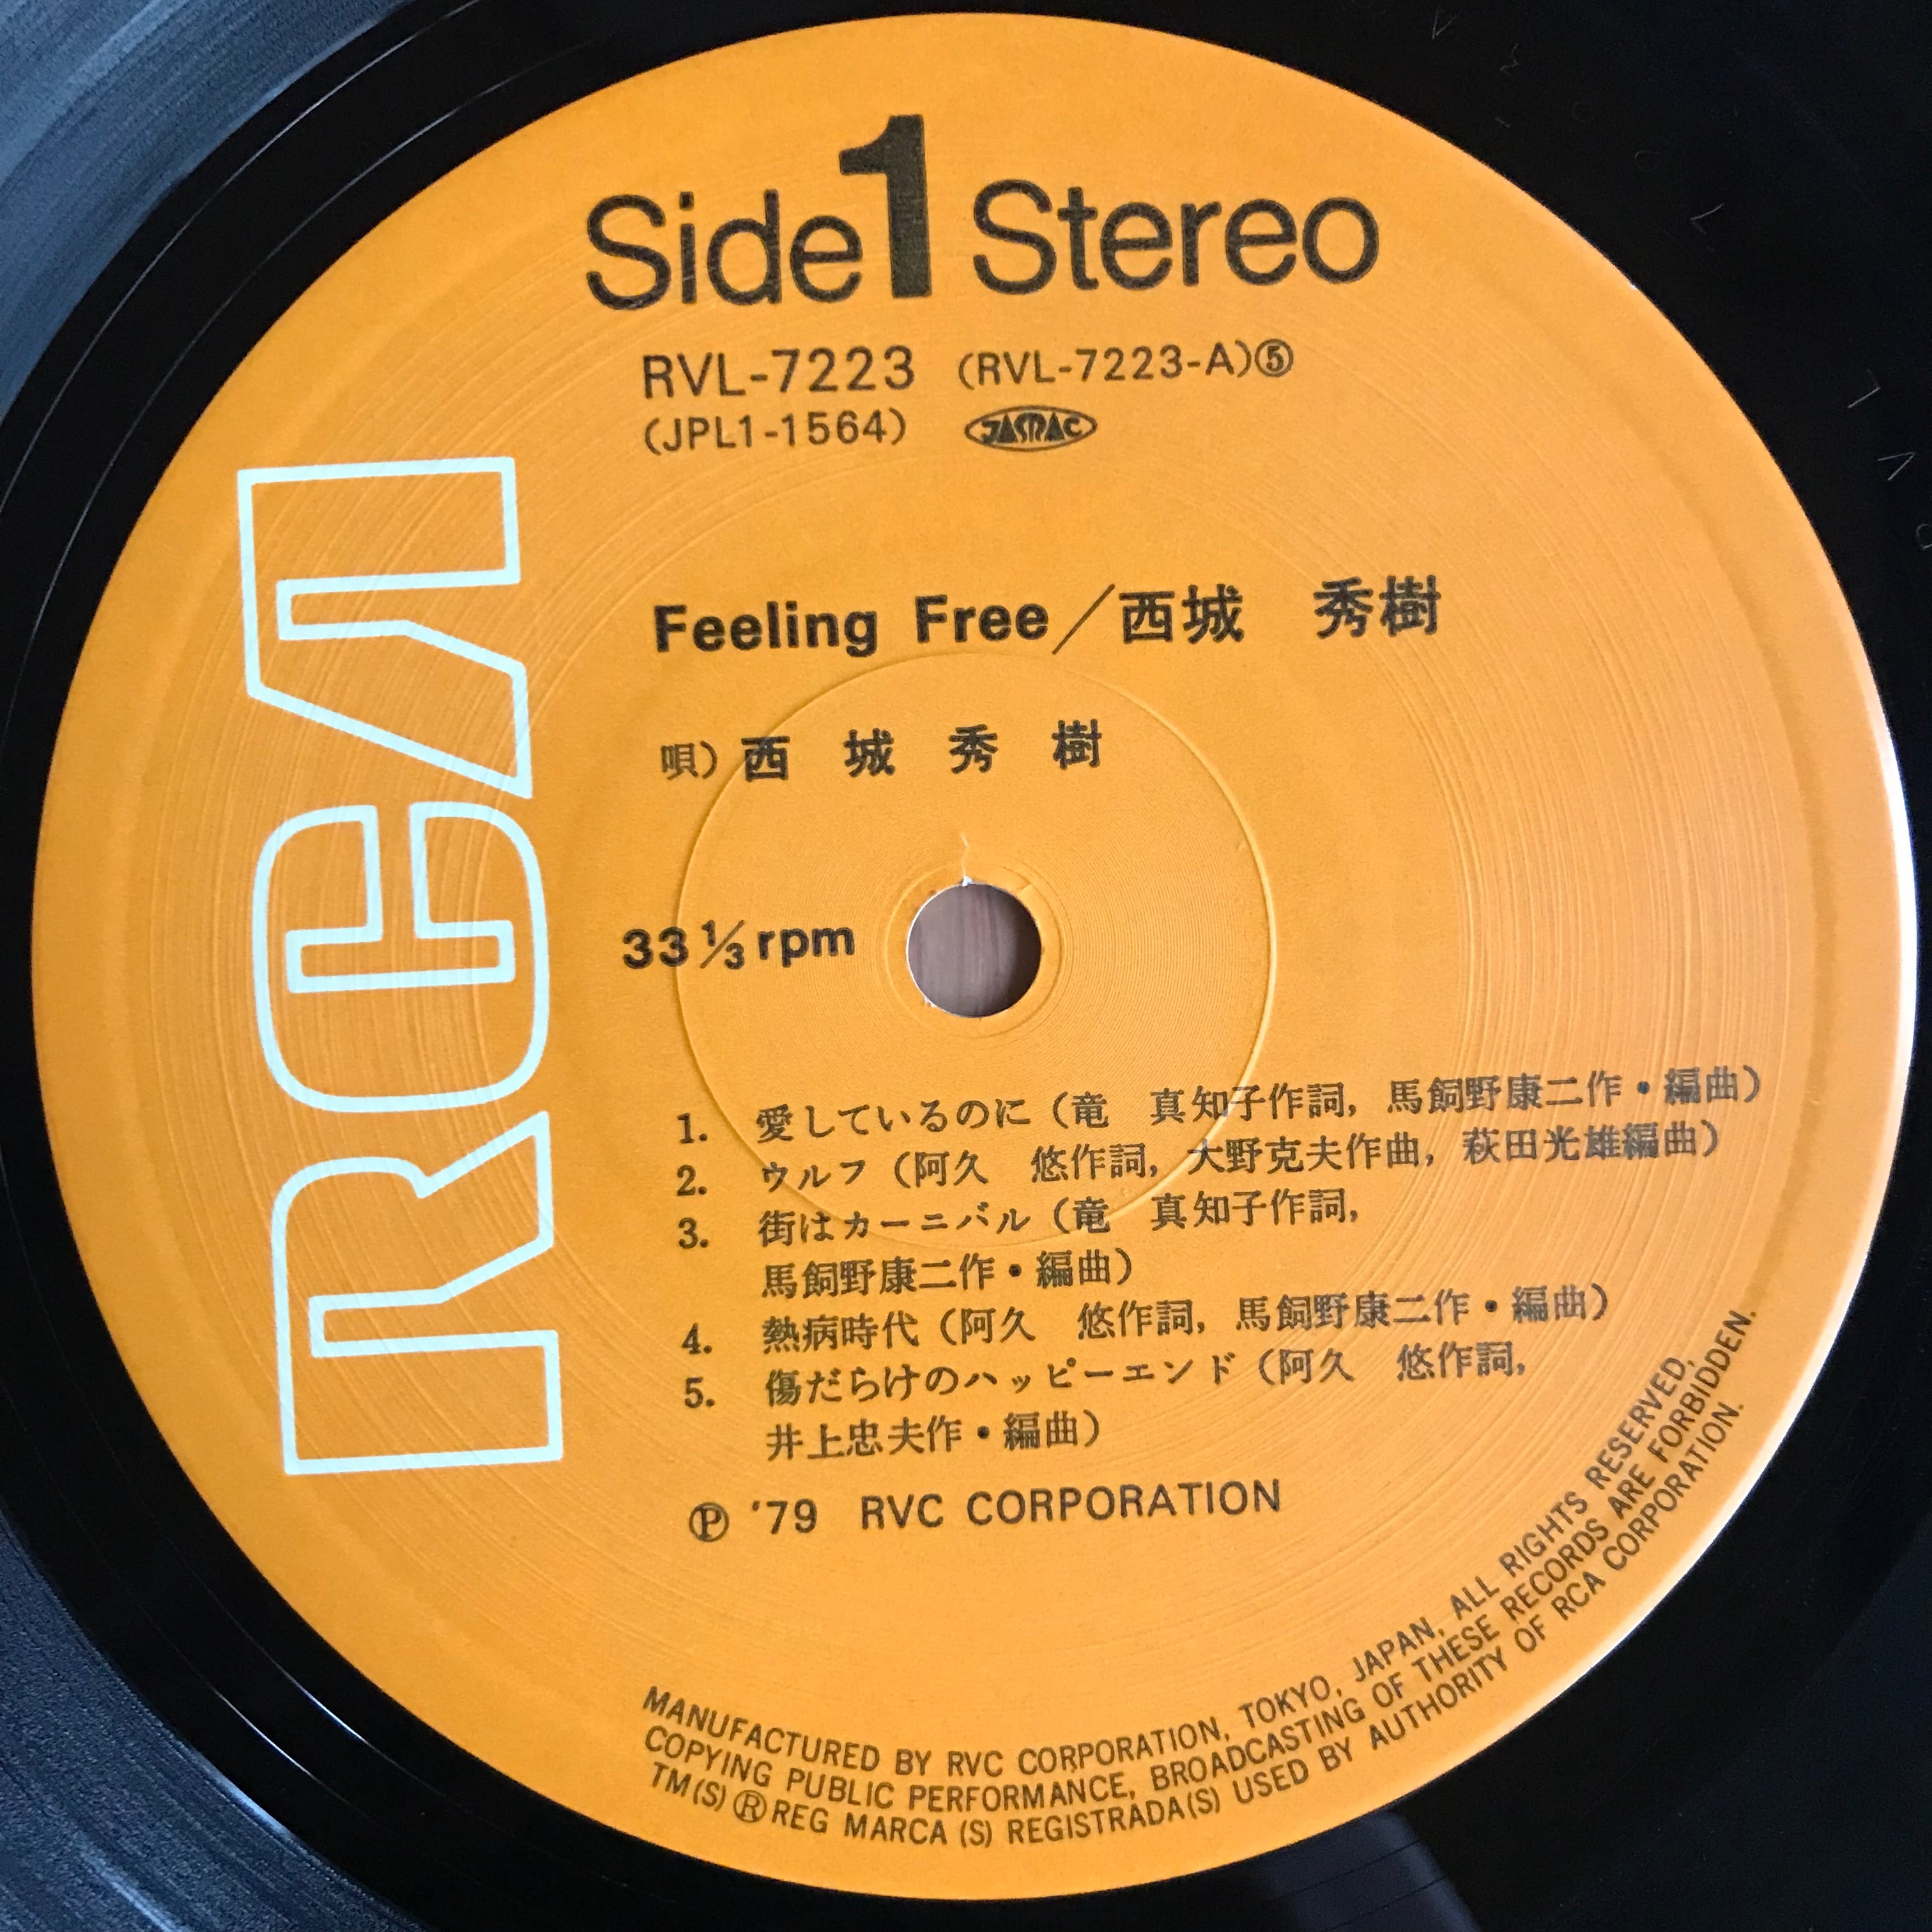 Side 1 Stereo
RVL-7223 (RVL-7223-A)⑤
(JPL1-1564) JASRAC
RCA
Feeling Free／西城　秀樹
唄) 西　城　秀　樹
33 ⅓ rpm
1. 愛しているのに（竜　真知子作詞, 馬飼野康二作・編曲）
2. ウルフ（阿久　悠作詞, 大野克夫作曲, 萩田光雄編曲）
3. 街はカーニバル（竜　真知子作詞,
馬飼野康二作・編曲）
4. 熱病時代（阿久　悠作詞, 馬飼野康二作・編曲）
5. 傷だらけのハッピーエンド（阿久　悠作詞,
井上忠夫作・編曲）
Ⓟ '79 RVC CORPORATION
MANUFACTURED BY RVC CORPORATION, TOKYO, JAPAN, ALL RIGHTS RESERVED,
COPYING PUBLIC PERFORMANCE, BROADCASTING OF THESE RECORDS ARE FORBIDDEN.
TM(S) ® REG MARCA (S) REGISTRADA(S) USED BY AUTHORITY OF RCA CORPORATION.